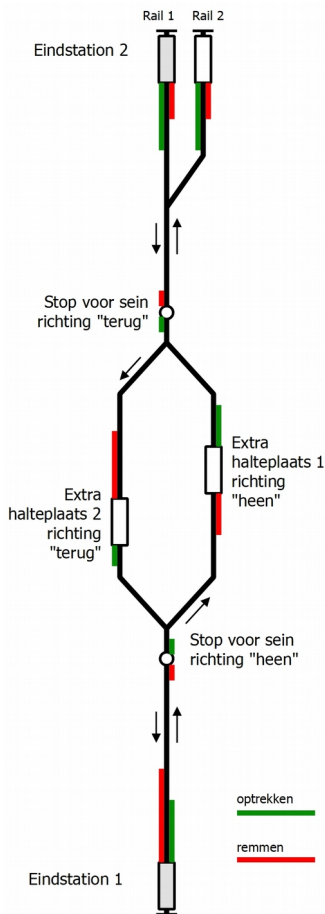 Rail 1
Rail 2
Eindstation 2
Stop voor sein
richting "terug"
Extra
halteplaats 1
richting
"heen"
Extra
halteplaats 2
richting
"terug"
Stop voor sein
richting "heen"
optrekken
remmen
Eindstation 1